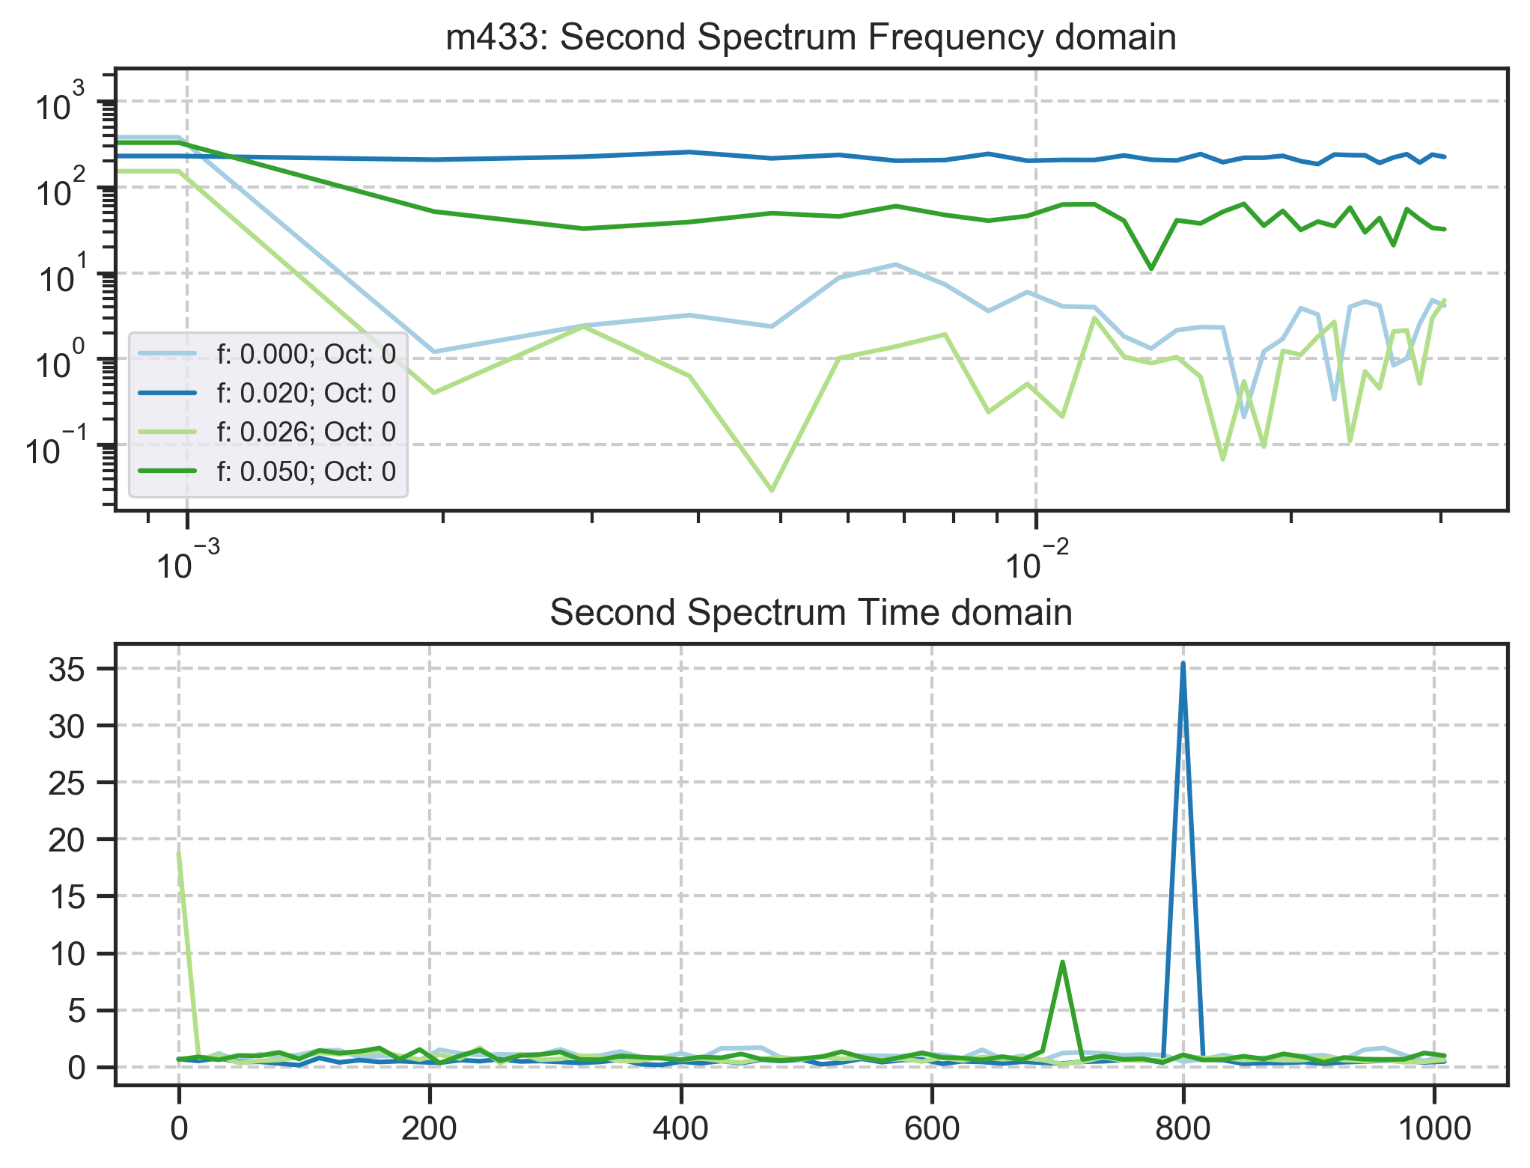 m433: Second Spectrum Frequency domain
10^3
10^2
10^1
10^0
10^−1
f: 0.000; Oct: 0
f: 0.020; Oct: 0
f: 0.026; Oct: 0
f: 0.050; Oct: 0
10^−3 10^−2
Second Spectrum Time domain
35
30
25
20
15
10
5
0
0 200 400 600 800 1000